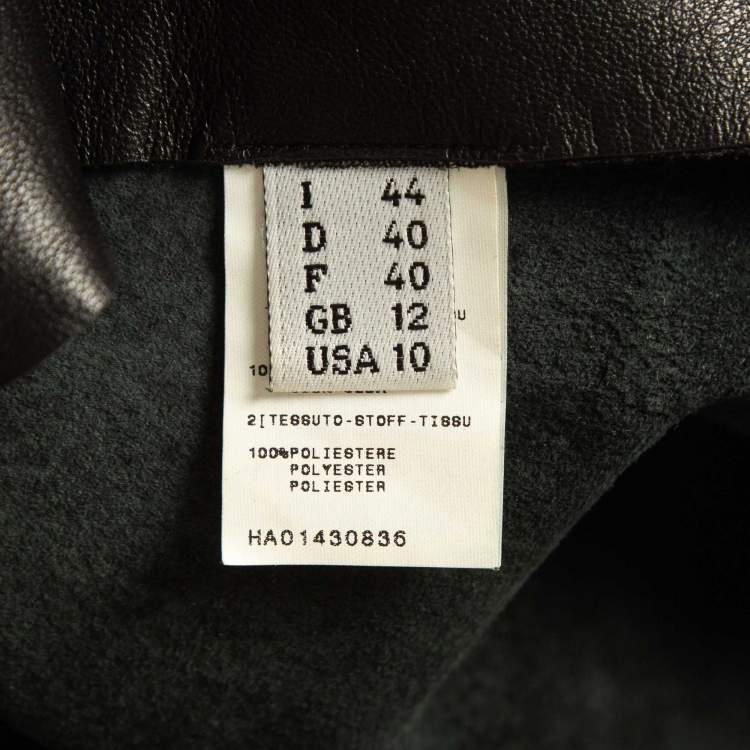 I 44
D 40
F 40
GB 12
USA 10
2[TESSUTO-STOFF-TISSU
100%POLIESTERE
POLYESTER
POLIESTER
HA01430836